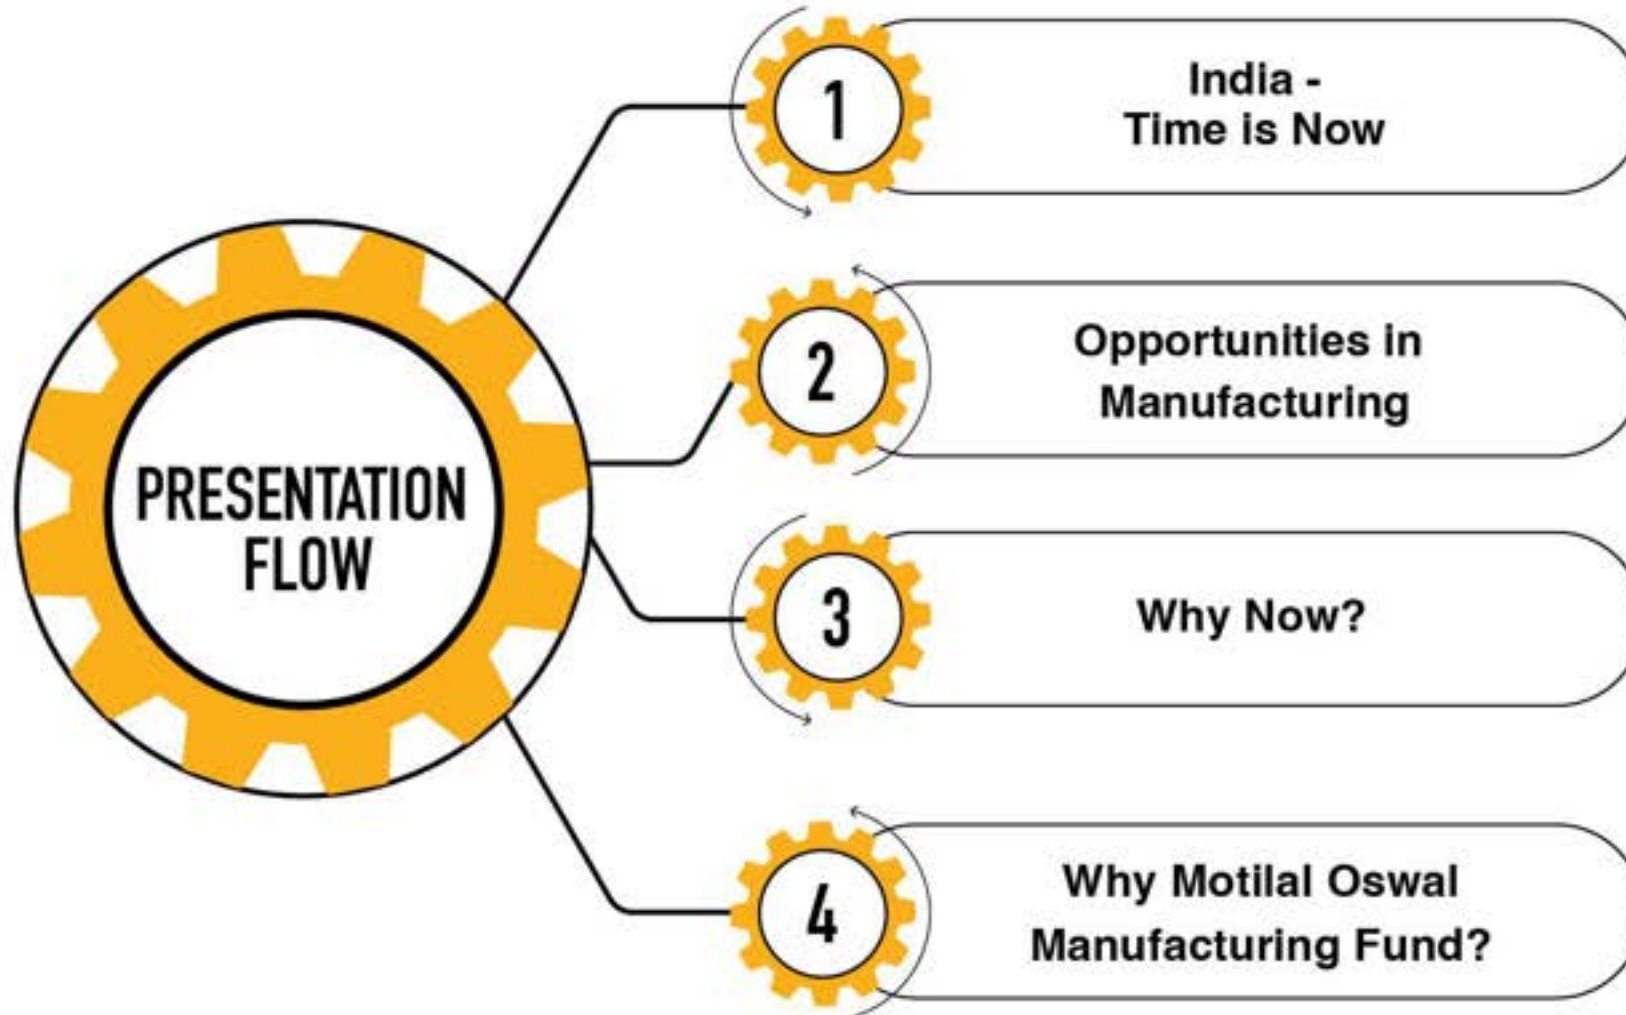 PRESENTATION
FLOW
1
India -
Time is Now
2
Opportunities in
Manufacturing
3
Why Now?
4
Why Motilal Oswal
Manufacturing Fund?